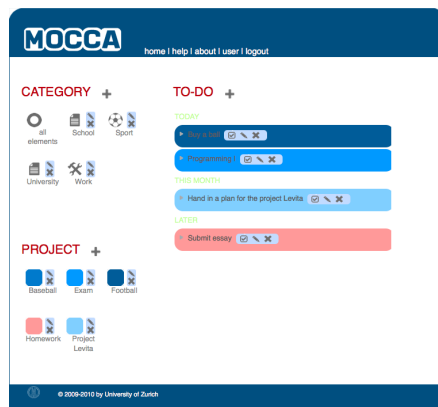 MOCCA
home | help | about | user | logout
CATEGORY
all
elements
School
Sport
University
Work
PROJECT
Baseball
Exam
Football
Homework
Project
Levita
TO-DO
TODAY
Buy a ball
Programming I
THIS MONTH
Hand in a plan for the project Levita
LATER
Submit essay
© 2009-2010 by University of Zurich